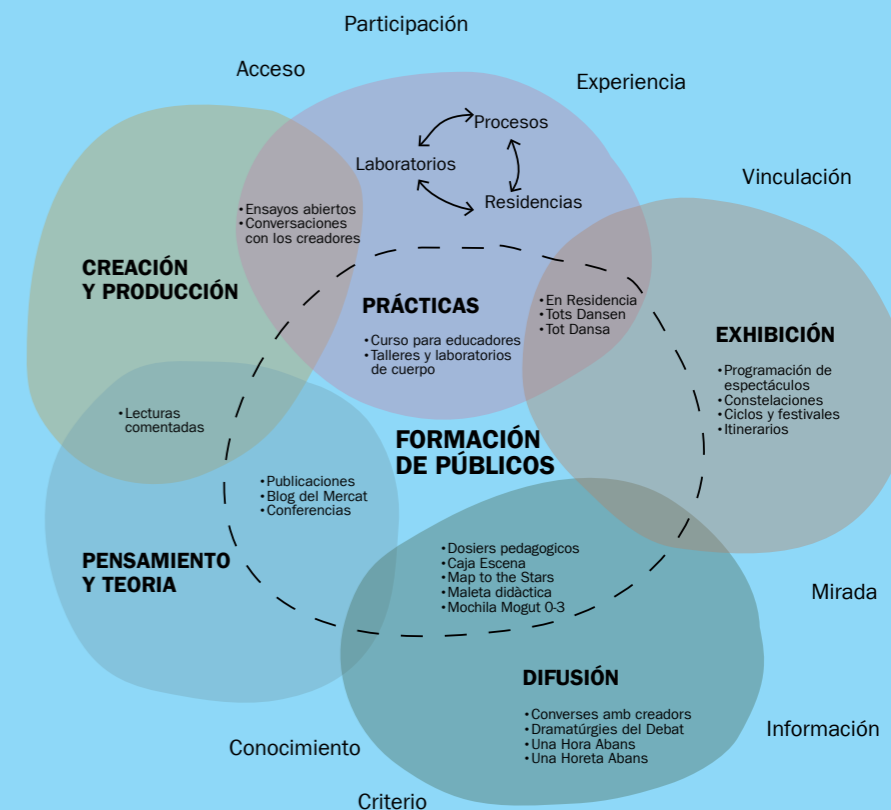 Participación
Acceso
Experiencia
Procesos
Laboratorios
Residencias
Vinculación
•Ensayos abiertos
•Conversaciones
con los creadores
CREACIÓN
Y PRODUCCIÓN
PRÁCTICAS
•Curso para educadores
•Talleres y laboratorios
de cuerpo
•En Residencia
•Tots Dansen
•Tot Dansa
EXHIBICIÓN
•Programación de
espectáculos
•Constelaciones
•Ciclos y festivales
•Itinerarios
•Lecturas
comentadas
FORMACIÓN
DE PÚBLICOS
•Publicaciones
•Blog del Mercat
•Conferencias
PENSAMIENTO
Y TEORIA
•Dosiers pedagogicos
•Caja Escena
•Map to the Stars
•Maleta didàctica
•Mochila Mogut 0-3
Mirada
DIFUSIÓN
•Converses amb creadors
•Dramatúrgies del Debat
•Una Hora Abans
•Una Horeta Abans
Información
Conocimiento
Criterio